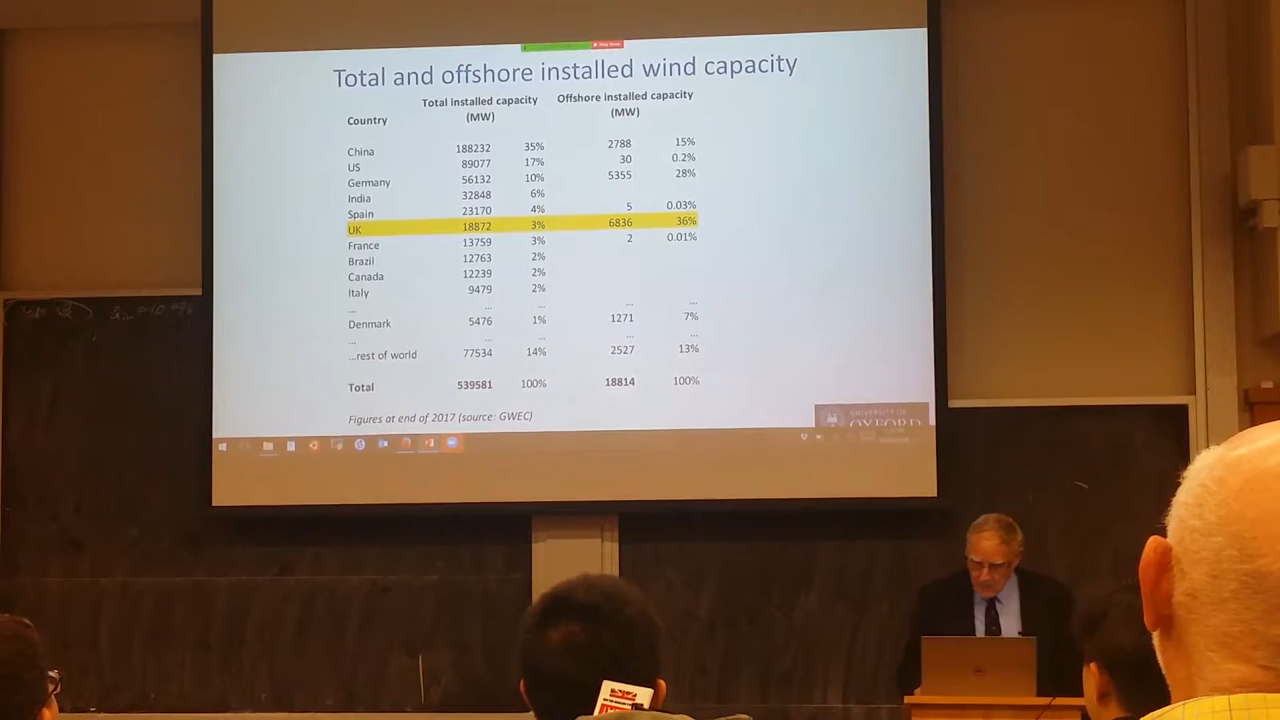 Total and offshore installed wind capacity
Total installed capacity Offshore installed capacity
Country (MW) (MW)
China 188232 35% 2788 15%
US 89077 17% 30 0.2%
Germany 56132 10% 5355 28%
India 32848 6%
Spain 23170 4% 5 0.03%
UK 18872 3% 6836 36%
France 13759 3% 2 0.01%
Brazil 12763 2%
Canada 12239 2%
Italy 9479 2%
... ... ... ... ...
Denmark 5476 1% 1271 7%
... ... ... ... ...
...rest of world 77534 14% 2527 13%
Total 539581 100% 18814 100%
Figures at end of 2017 (source: GWEC)
UNIVERSITY OF
OXFORD